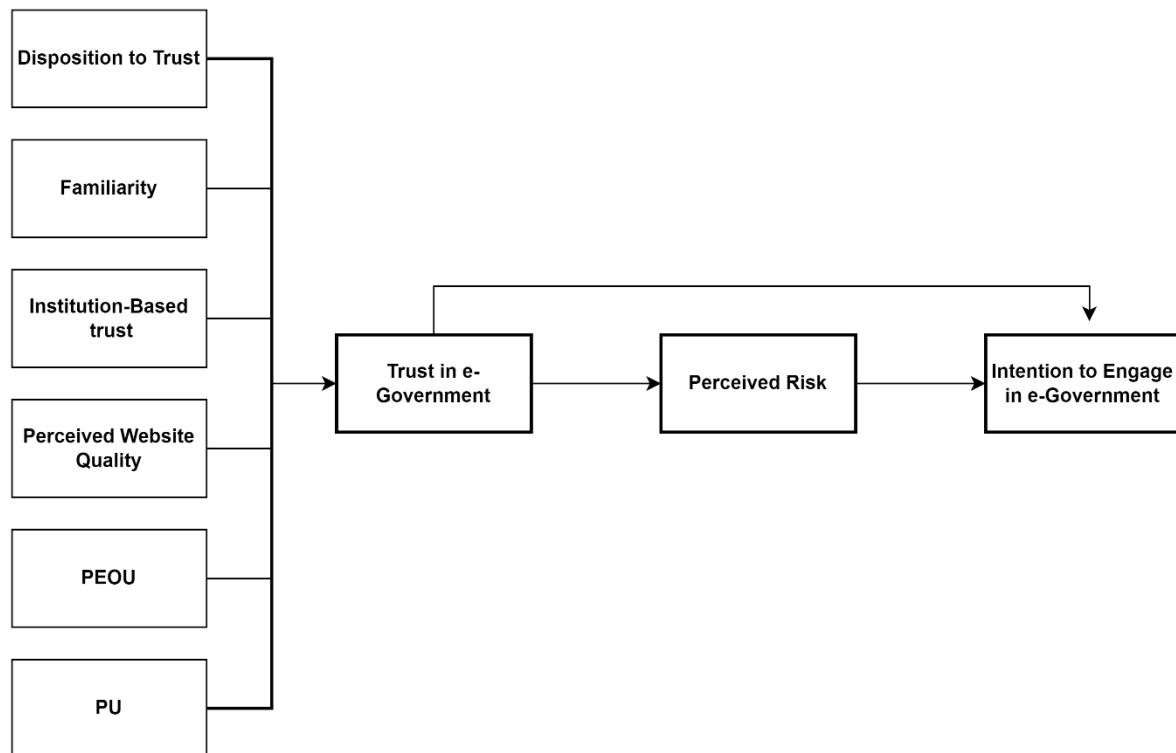 Disposition to Trust
Familiarity
Institution-Based
trust
Perceived Website
Quality
PEOU
PU
Trust in e-
Government
Perceived Risk
Intention to Engage
in e-Government